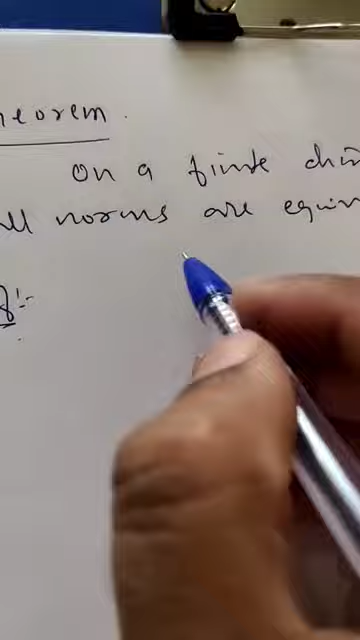 heorem.
On a finite dim
ll norms are equiv
f:-